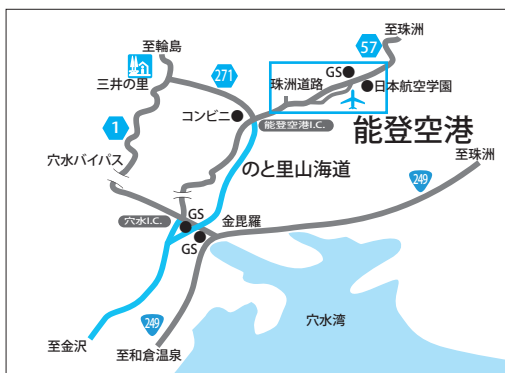 至輪島
57
至珠洲
GS
三井の里
271
珠洲道路
日本航空学園
1
コンビニ
能登空港I.C.
能登空港
至珠洲
穴水バイパス
のと里山海道
249
穴水I.C.
GS
金毘羅
GS
249
穴水湾
至金沢
至和倉温泉